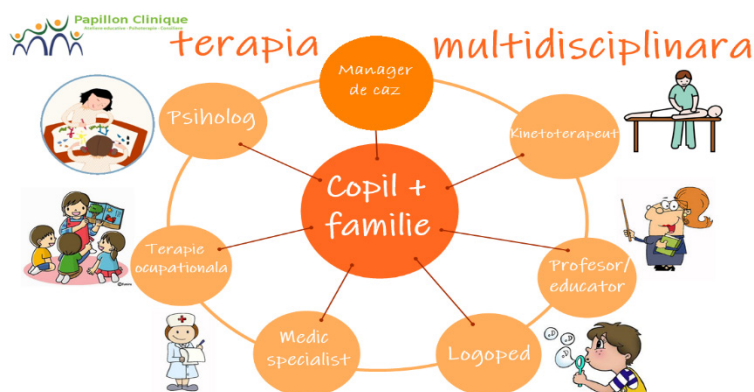 Papillon Clinique
terapia multidisciplinara
Manager
de caz
Psiholog
Kinetoterapeut
Copil +
familie
Terapie
ocupationala
Profesor/
educator
Medic
specialist
Logoped